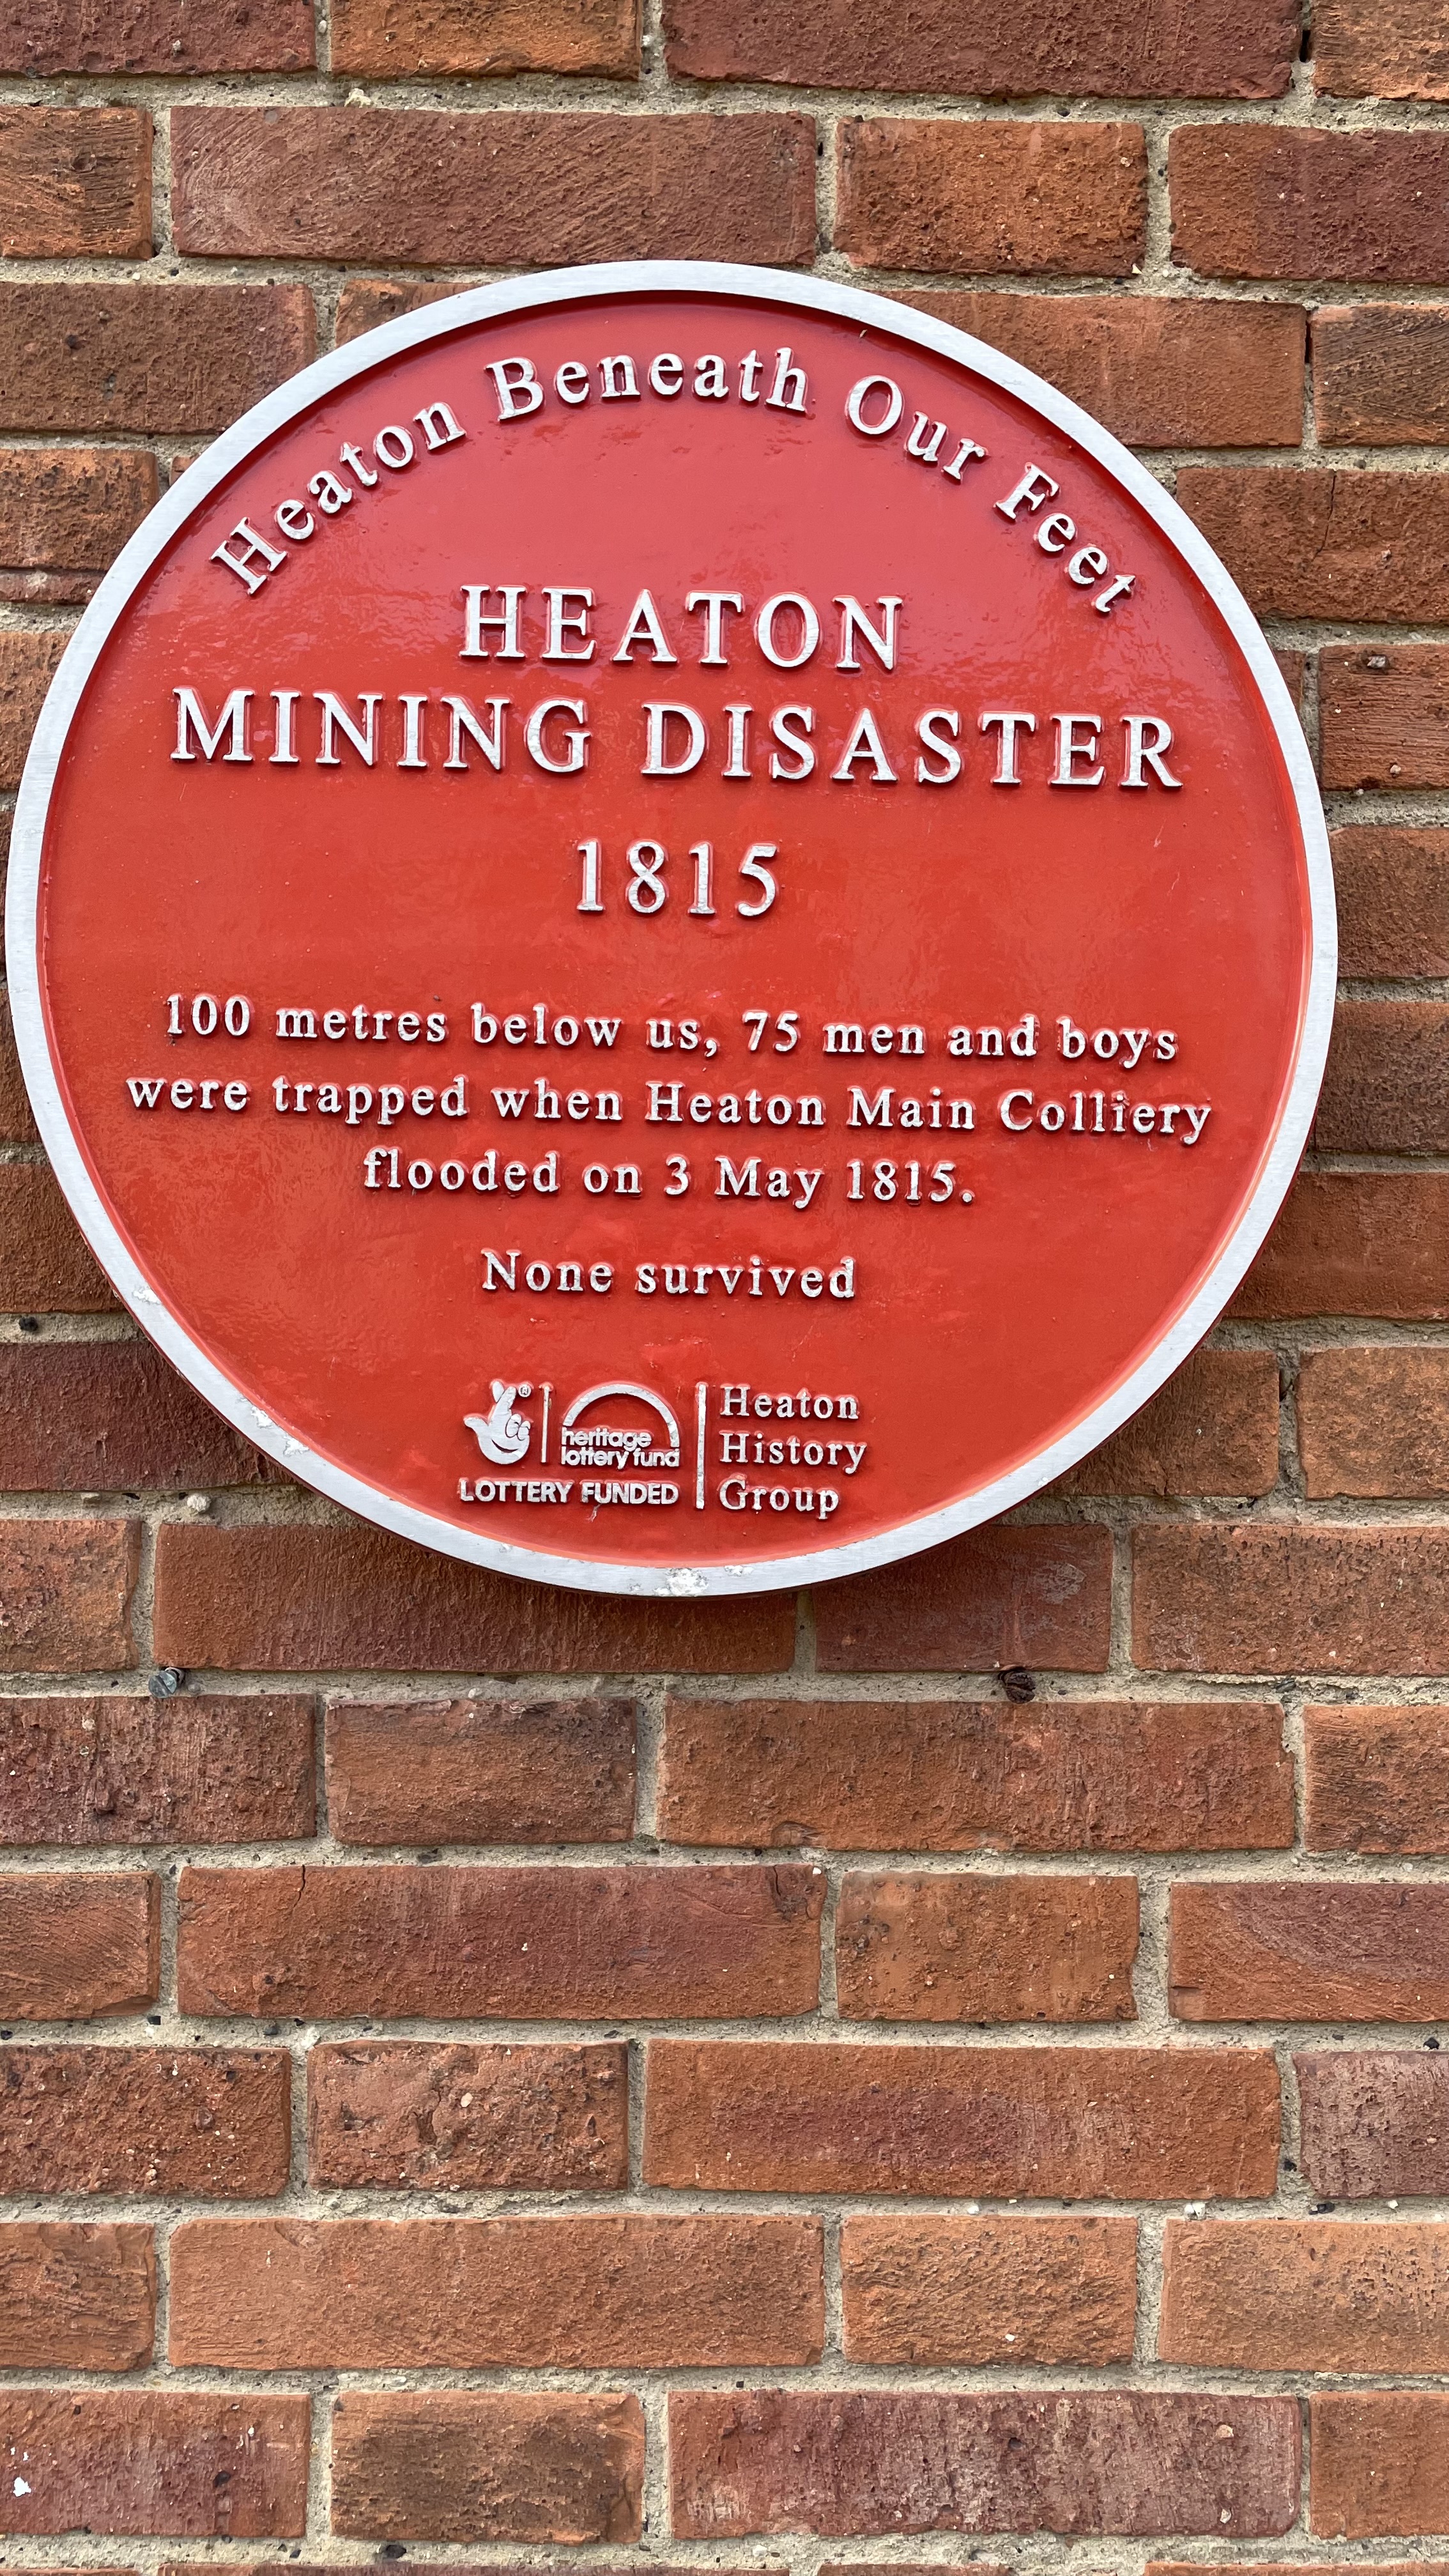 Heaton Beneath Our Feet
HEATON
MINING DISASTER
1815
100 metres below us, 75 men and boys
were trapped when Heaton Main Colliery
flooded on 3 May 1815.
None survived
heritage
lottery fund
LOTTERY FUNDED
Heaton
History
Group